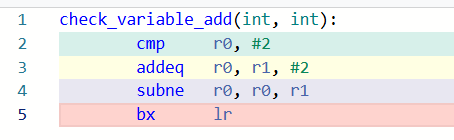 1 check_variable_add(int, int):
2 cmp r0, #2
3 addeq r0, r1, #2
4 subne r0, r0, r1
5 bx lr